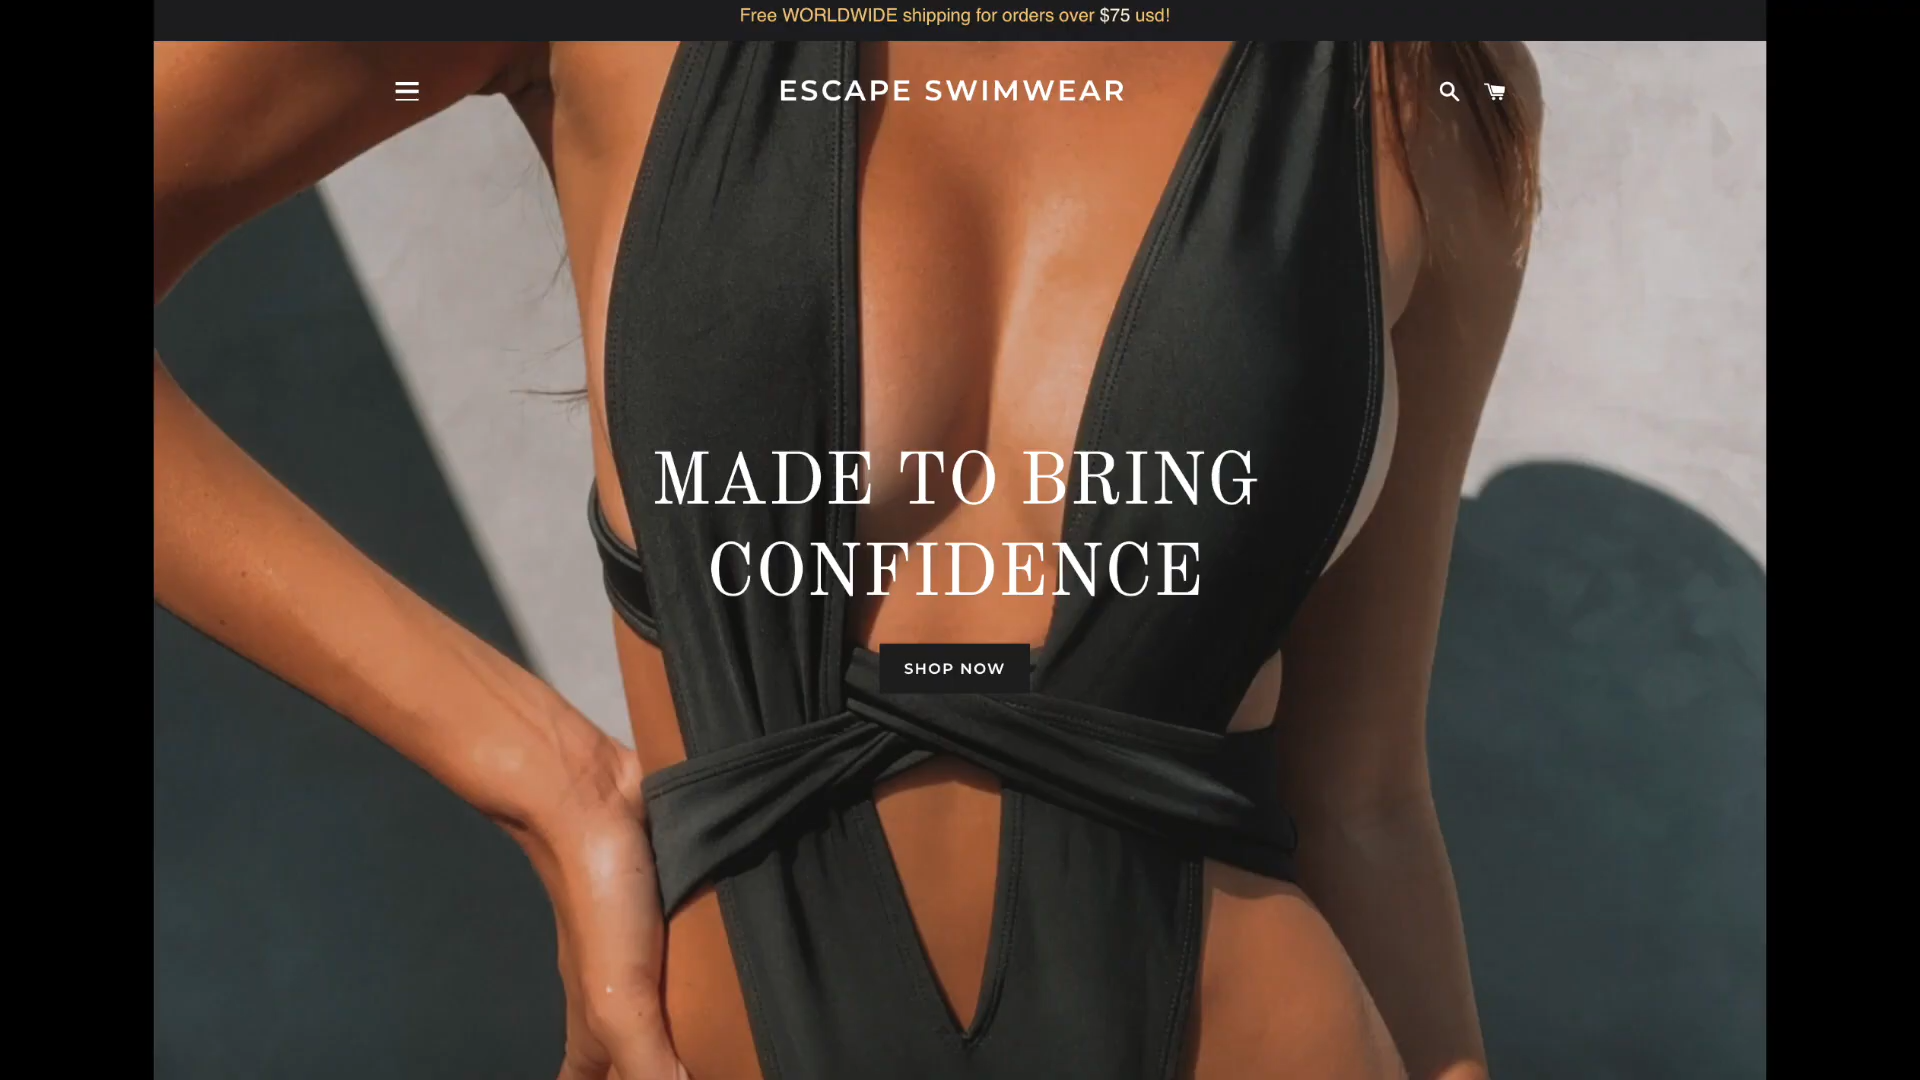 Free WORLDWIDE shipping for orders over $75 usd!
ESCAPE SWIMWEAR
MADE TO BRING
CONFIDENCE
SHOP NOW